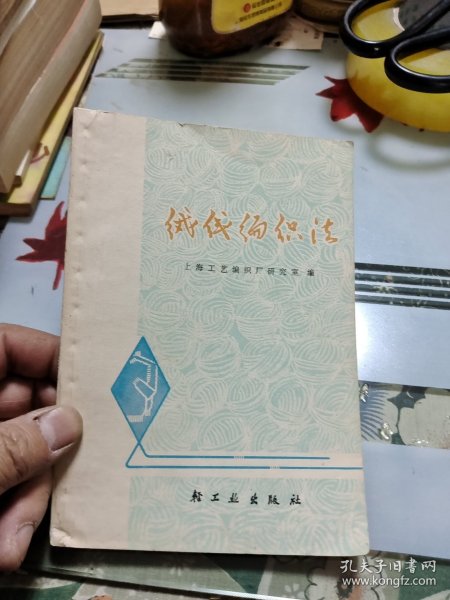 绒线编织法
上海工艺编织厂研究室 编
轻工业出版社
孔夫子旧书网
www.kongfz.com